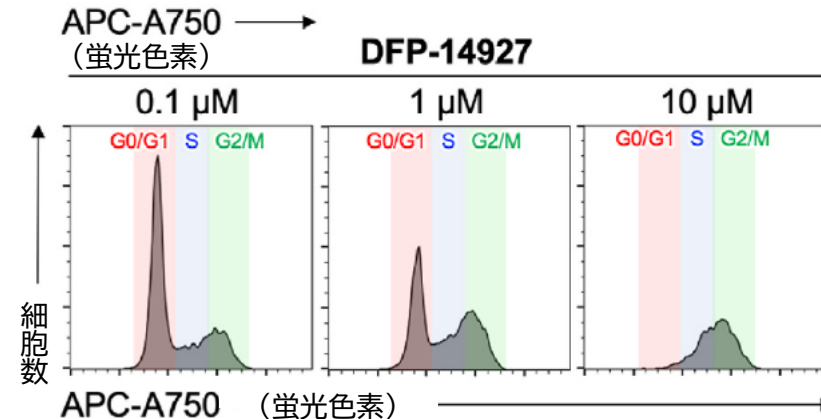 APC-A750
（蛍光色素）
DFP-14927
0.1 µM
1 µM
10 µM
G0/G1 S G2/M
G0/G1 S G2/M
G0/G1 S G2/M
細胞数
APC-A750 （蛍光色素）